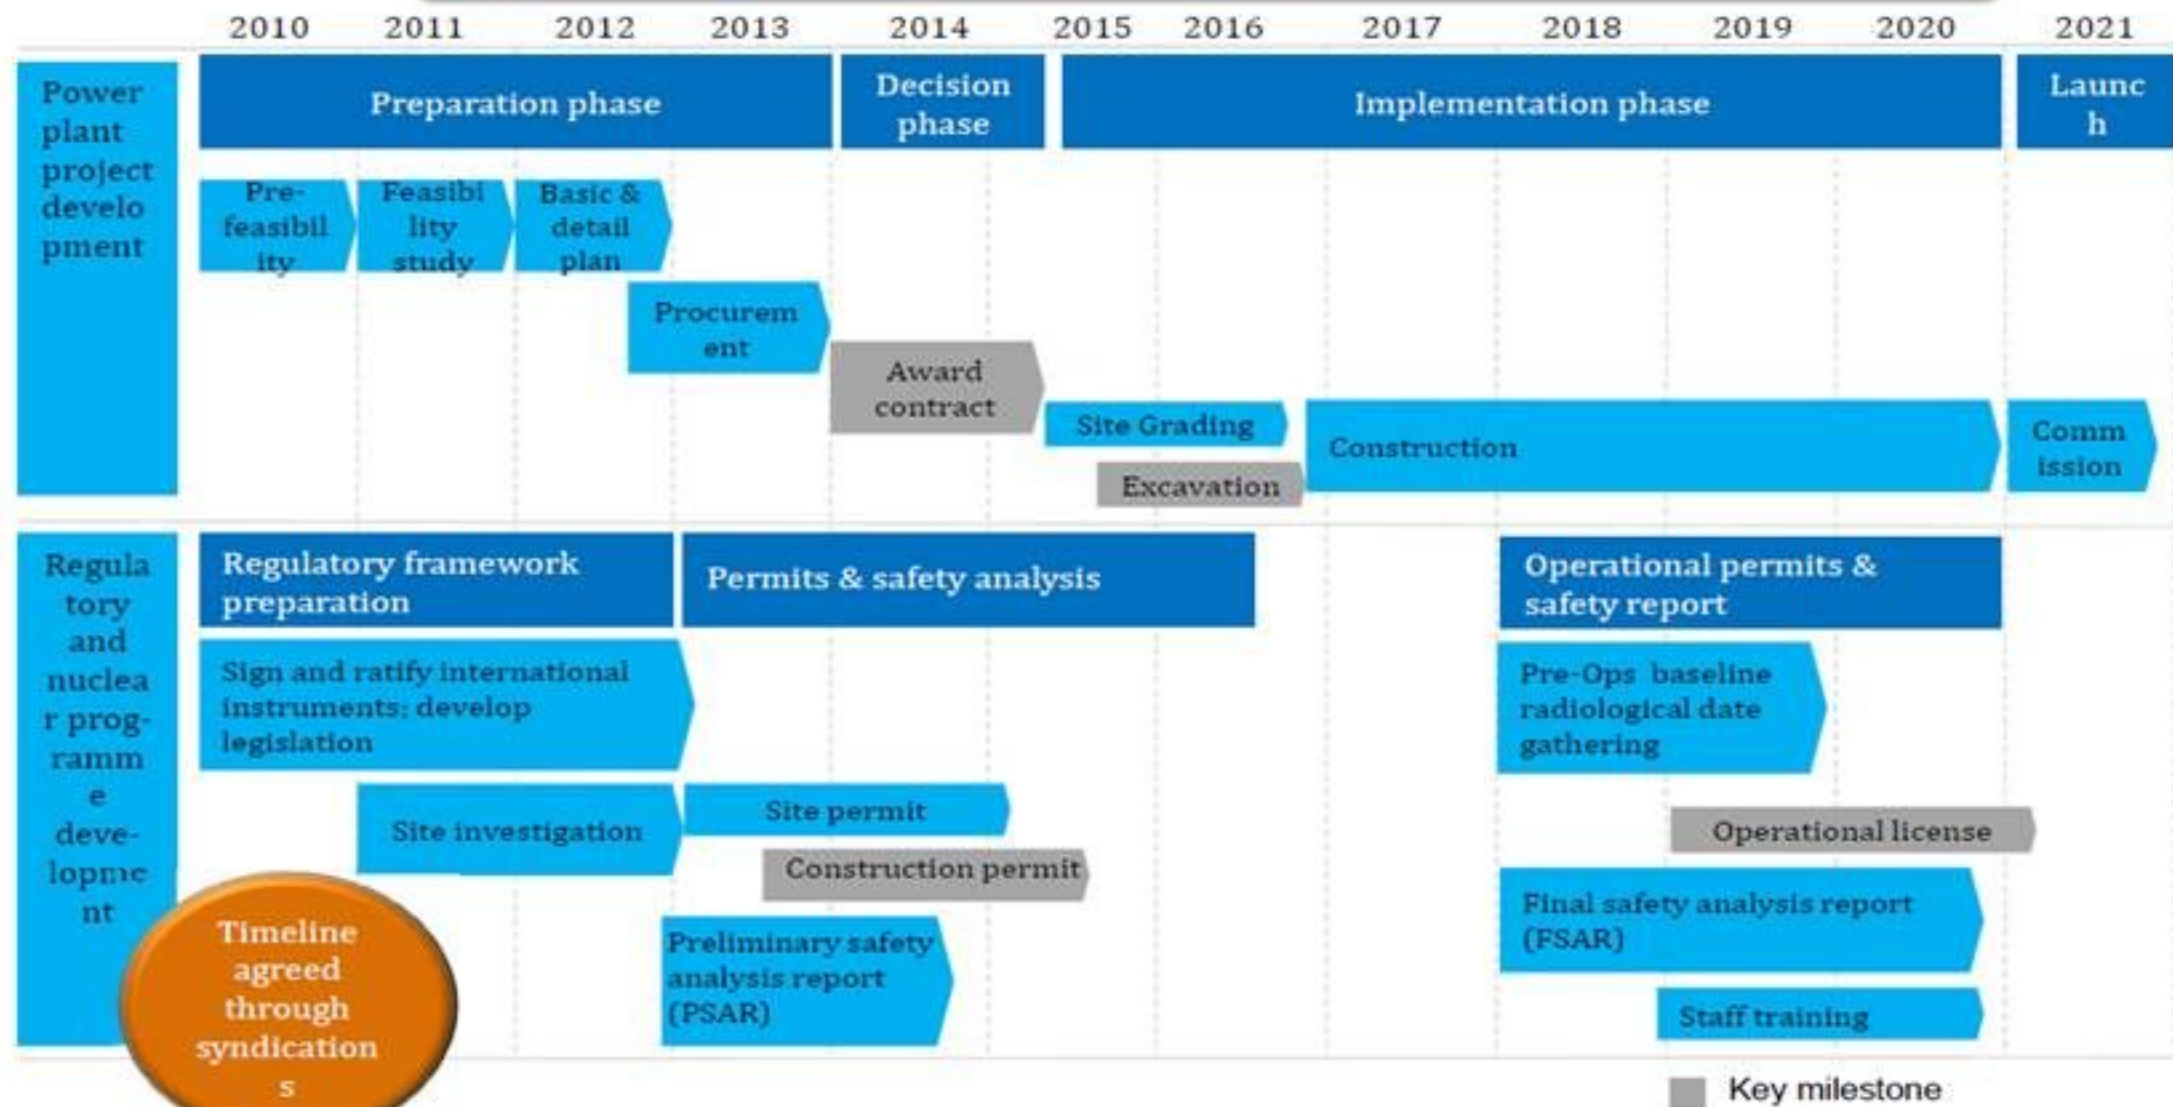 2010 2011 2012 2013 2014 2015 2016 2017 2018 2019 2020 2021
Power
plant
project
develo
pment
Preparation phase
Decision
phase
Implementation phase
Launc
h
Pre-
feasibil
ity
Feasibi
lity
study
Basic &
detail
plan
Procurem
ent
Award
contract
Site Grading
Excavation
Construction
Comm
ission
Regula
tory
and
nuclea
r prog-
ramm
e
deve-
lopme
nt
Regulatory framework
preparation
Permits & safety analysis
Operational permits &
safety report
Sign and ratify international
instruments; develop
legislation
Pre-Ops baseline
radiological date
gathering
Site investigation
Site permit
Construction permit
Operational license
Preliminary safety
analysis report
(PSAR)
Final safety analysis report
(FSAR)
Staff training
Timeline
agreed
through
syndication
s
Key milestone